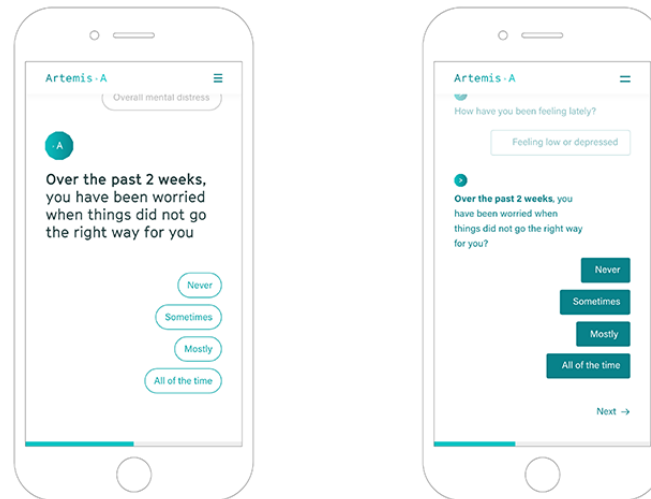 Artemis·A
Overall mental distress
·A
Over the past 2 weeks,
you have been worried
when things did not go
the right way for you
Never
Sometimes
Mostly
All of the time
Artemis·A
How have you been feeling lately?
Feeling low or depressed
Over the past 2 weeks, you
have been worried when
things did not go the right way
for you?
Never
Sometimes
Mostly
All of the time
Next →